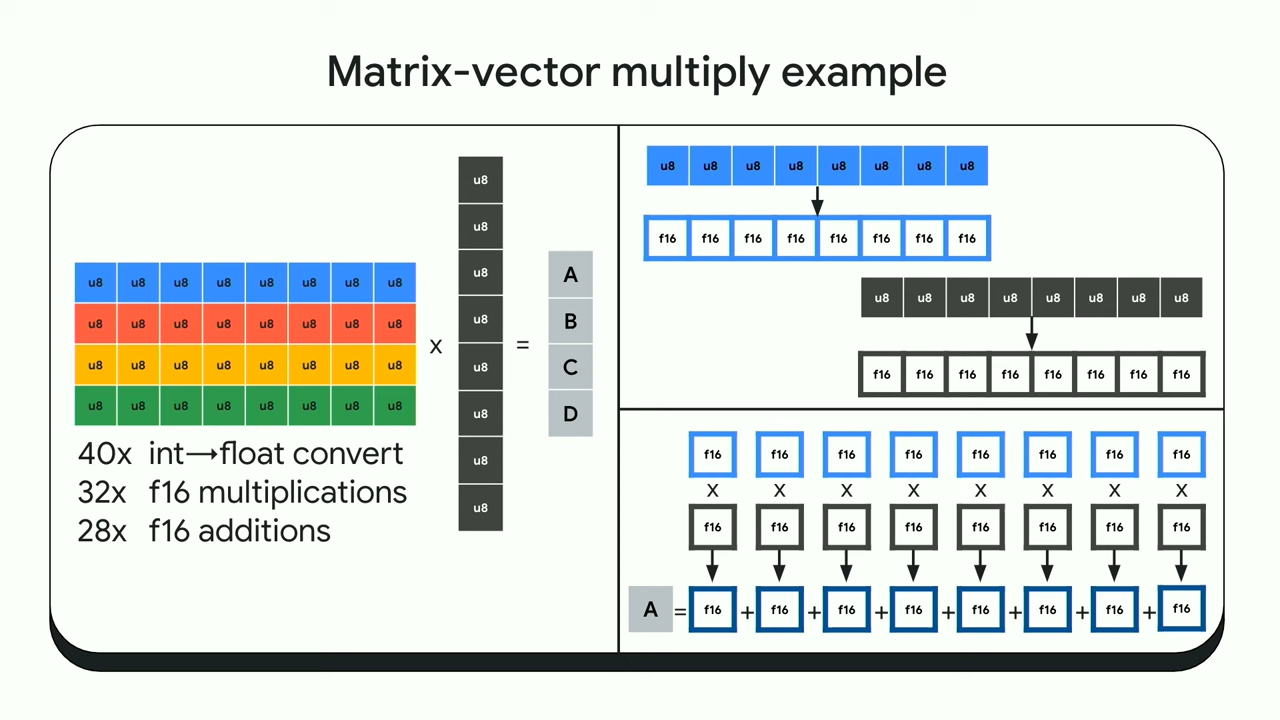 Matrix-vector multiply example
u8 u8 u8 u8 u8 u8 u8 u8
u8 u8 u8 u8 u8 u8 u8 u8
u8 u8 u8 u8 u8 u8 u8 u8
u8 u8 u8 u8 u8 u8 u8 u8
x
u8
u8
u8
u8
u8
u8
u8
u8
=
A
B
C
D
40x int→float convert
32x f16 multiplications
28x f16 additions
u8 u8 u8 u8 u8 u8 u8 u8
f16 f16 f16 f16 f16 f16 f16 f16
u8 u8 u8 u8 u8 u8 u8 u8
f16 f16 f16 f16 f16 f16 f16 f16
f16 f16 f16 f16 f16 f16 f16 f16
x x x x x x x x
f16 f16 f16 f16 f16 f16 f16 f16
A = f16 + f16 + f16 + f16 + f16 + f16 + f16 + f16